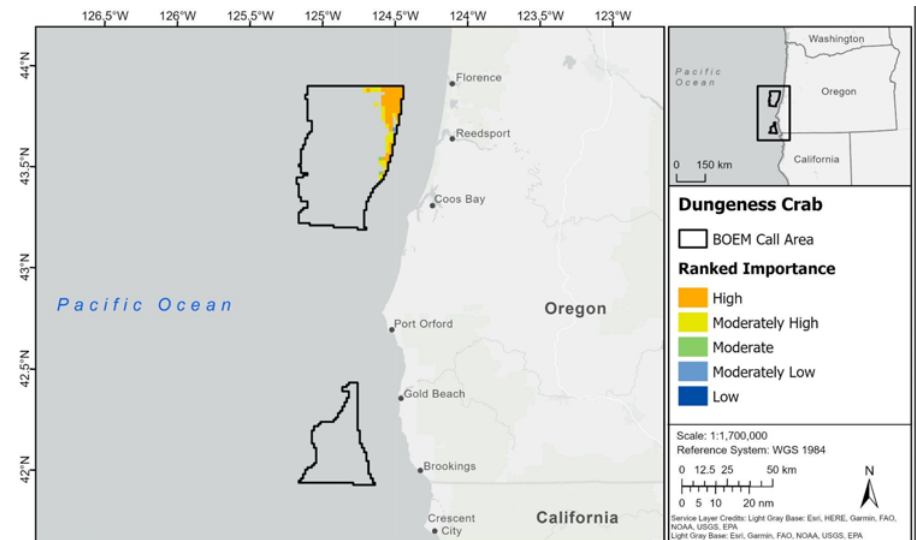 126.5°W 126°W 125.5°W 125°W 124.5°W 124°W 123.5°W 123°W
44°N
43.5°N
43°N
42.5°N
42°N
Florence
Reedsport
Coos Bay
Pacific Ocean
Oregon
Port Orford
Gold Beach
Brookings
Crescent
City
California
Washington
Pacific
Ocean
Oregon
California
0 150 km
Dungeness Crab
BOEM Call Area
Ranked Importance
High
Moderately High
Moderate
Moderately Low
Low
Scale: 1:1,700,000
Reference System: WGS 1984
0 12.5 25 50 km
0 5 10 20 nm
N
Service Layer Credits: Light Gray Base: Esri, HERE, Garmin, FAO,
NOAA, USGS, EPA
Light Gray Base: Esri, Garmin, FAO, NOAA, USGS, EPA